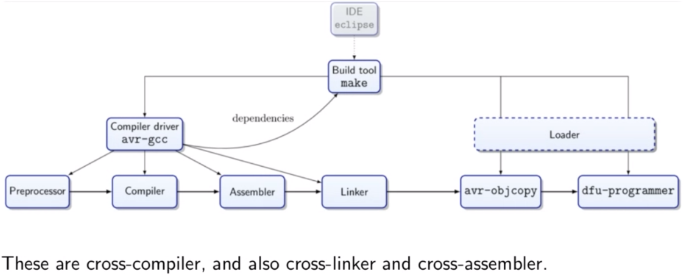 IDE
eclipse
Build tool
make
dependencies
Compiler driver
avr-gcc
Loader
Preprocessor
Compiler
Assembler
Linker
avr-objcopy
dfu-programmer
These are cross-compiler, and also cross-linker and cross-assembler.